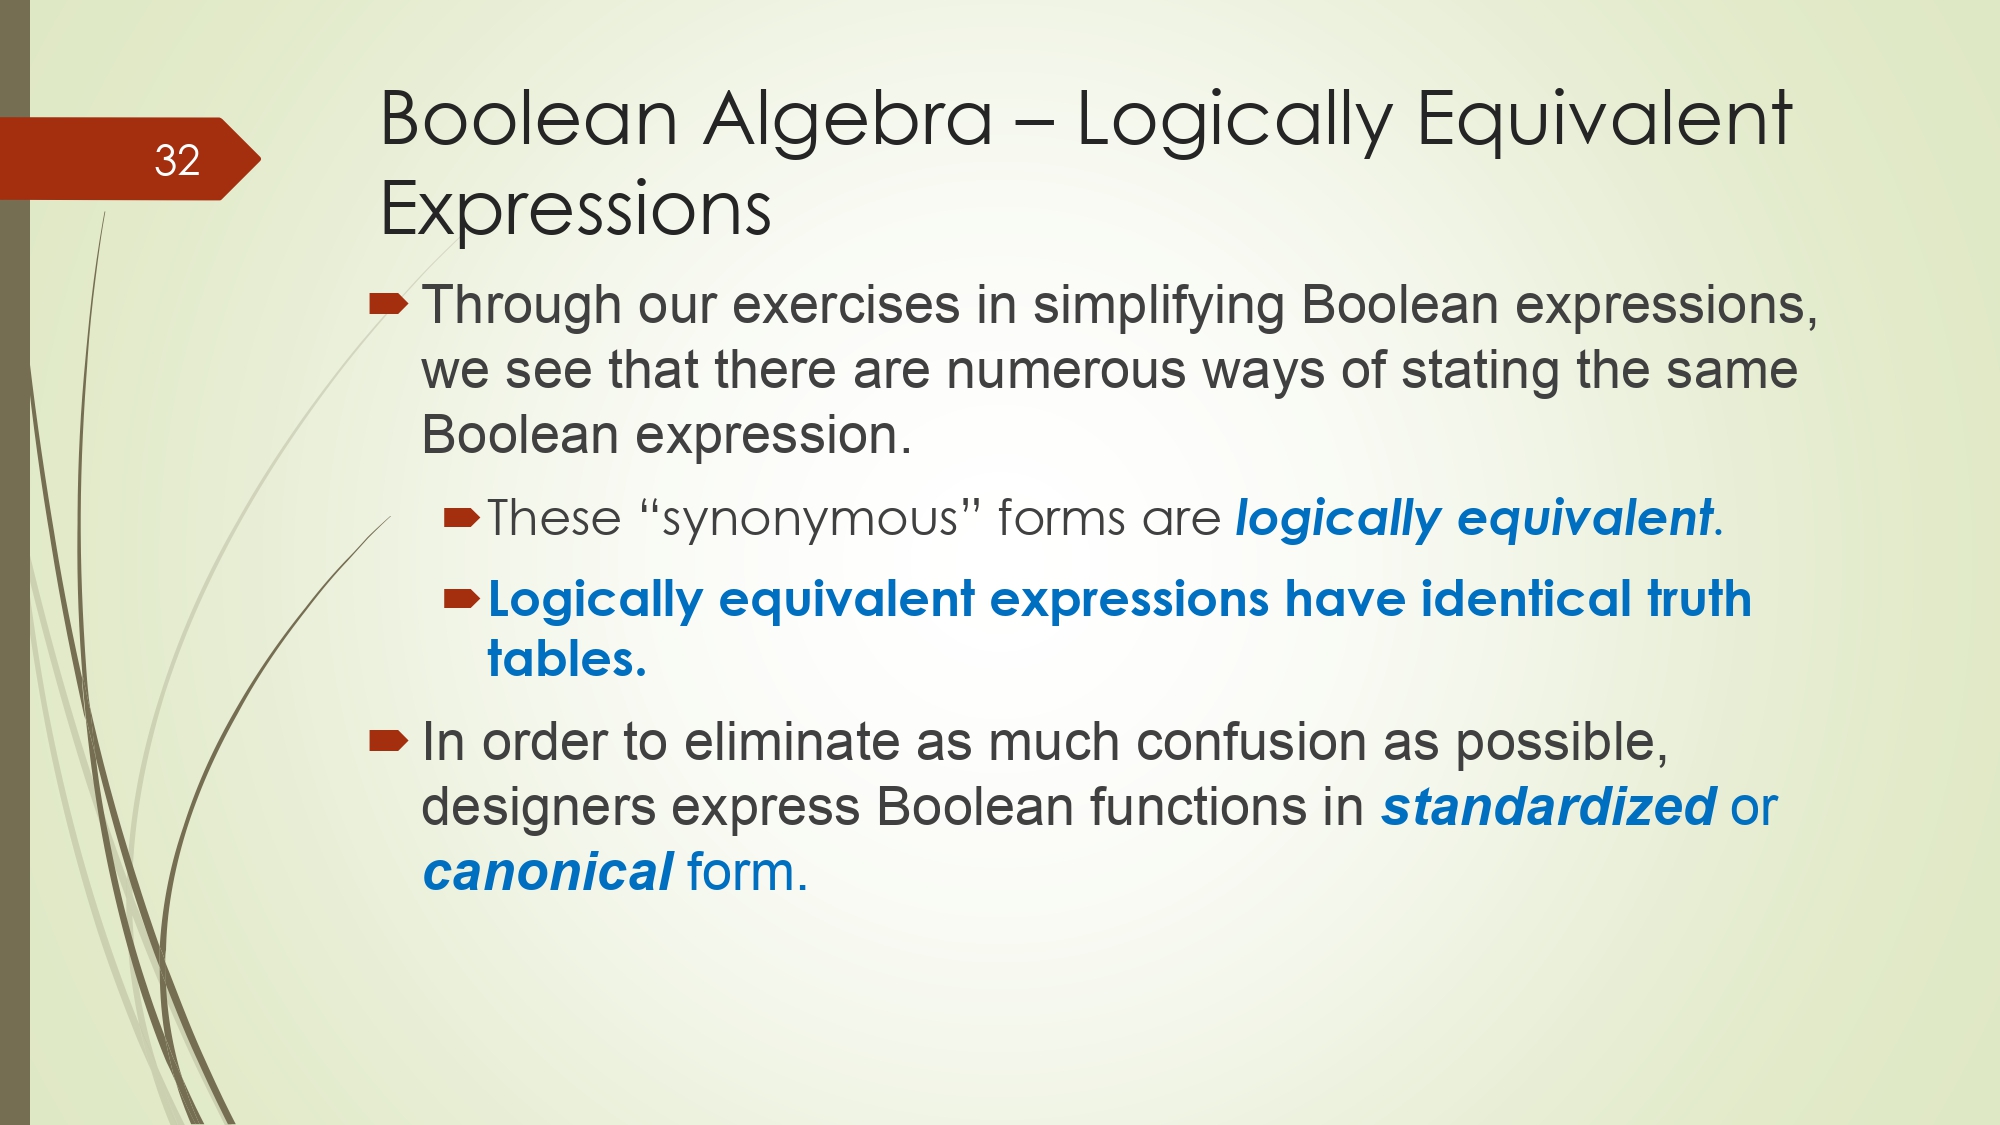 32
Boolean Algebra – Logically Equivalent
Expressions
Through our exercises in simplifying Boolean expressions,
we see that there are numerous ways of stating the same
Boolean expression.
These “synonymous” forms are logically equivalent.
Logically equivalent expressions have identical truth
tables.
In order to eliminate as much confusion as possible,
designers express Boolean functions in standardized or
canonical form.